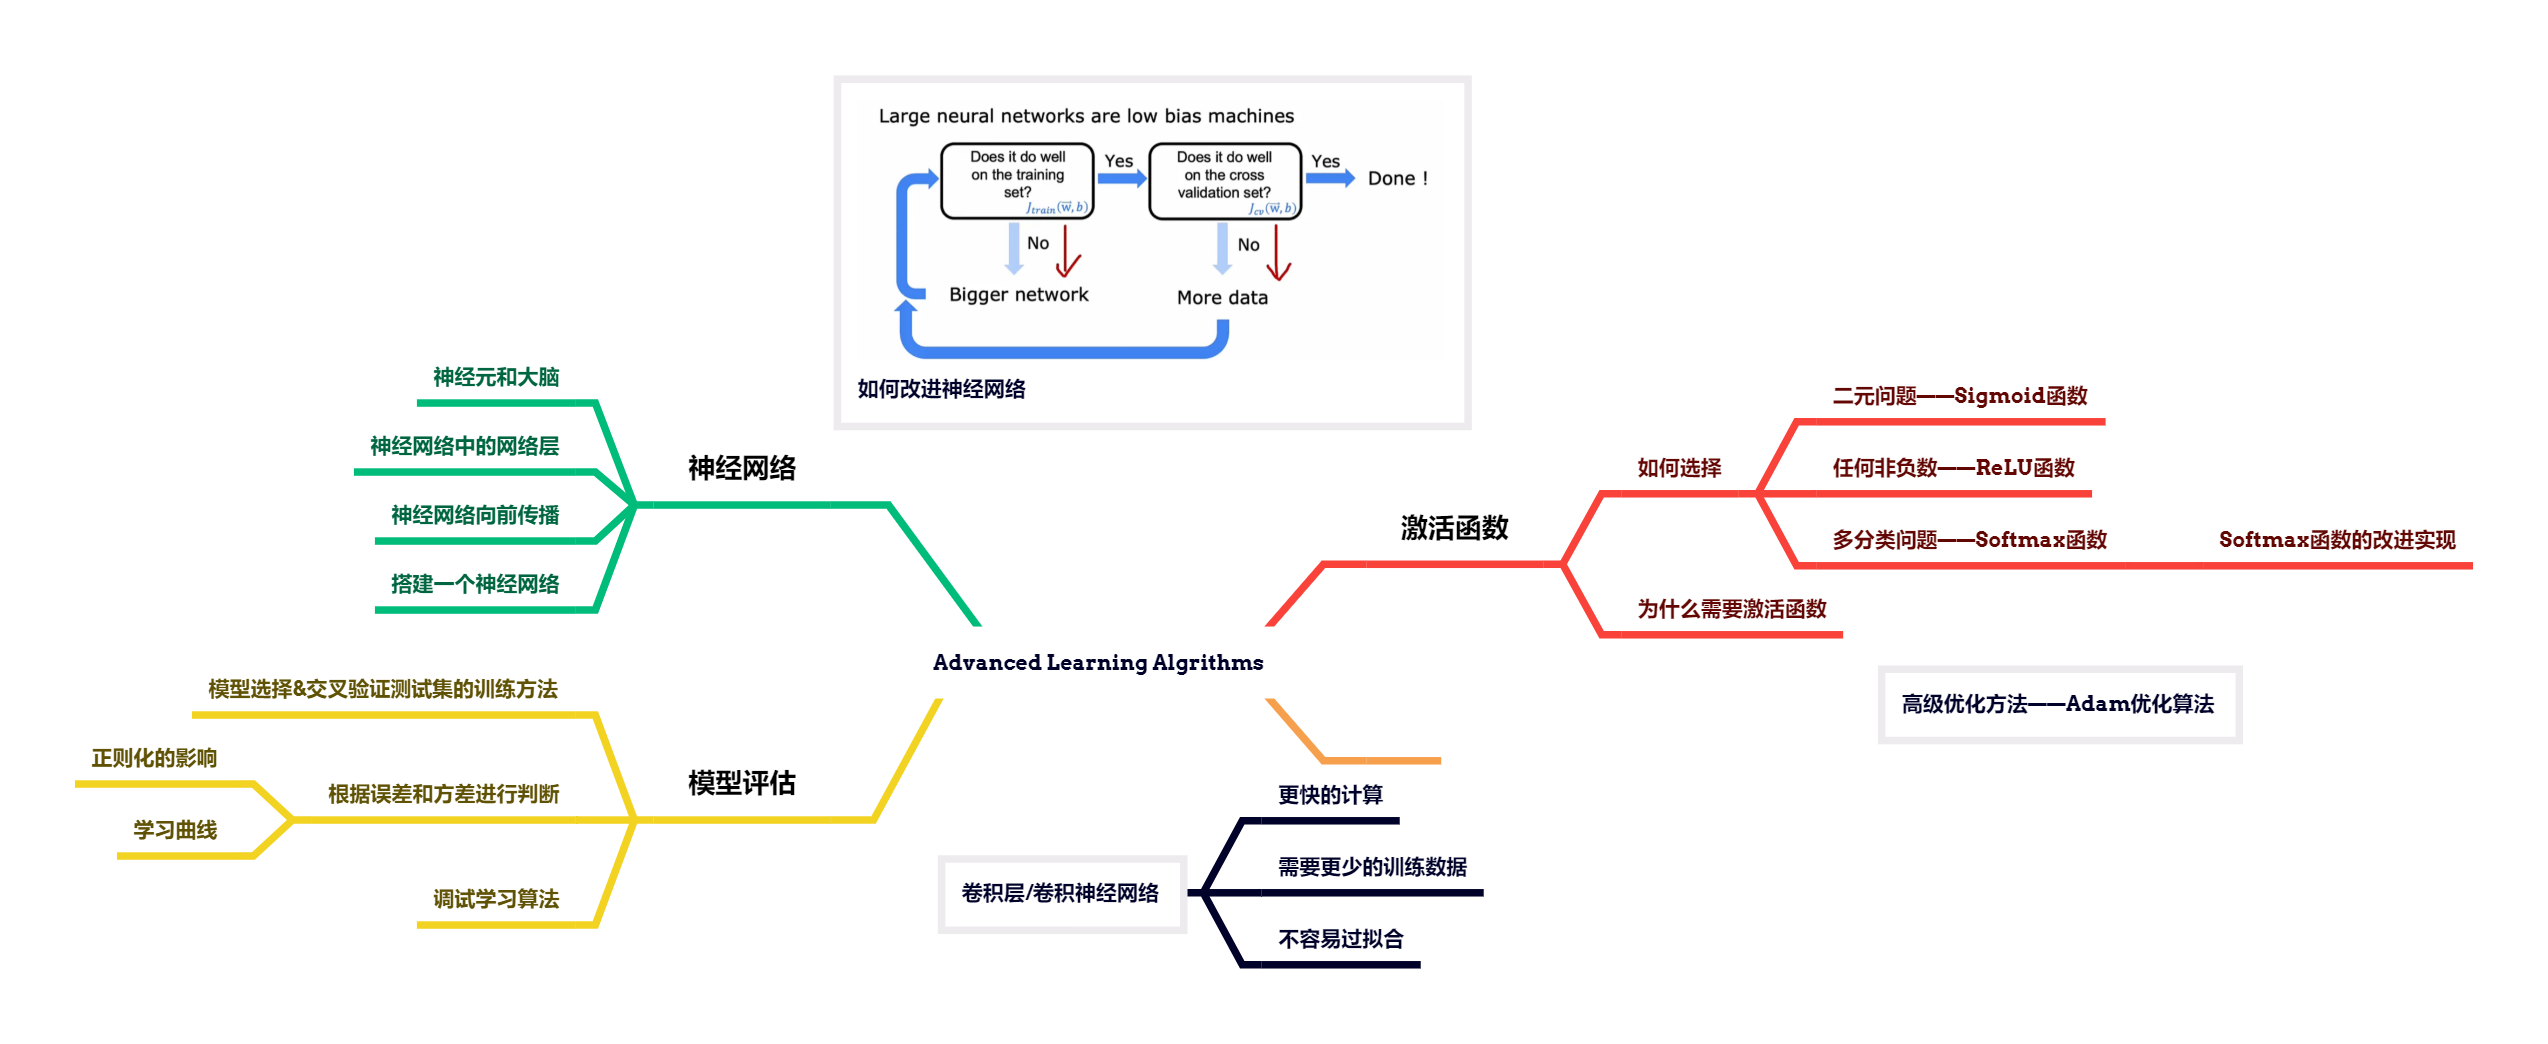 Large neural networks are low bias machines
Does it do well
on the training
set?
J_train(w⃗, b)
Yes
Does it do well
on the cross
validation set?
J_cv(w⃗, b)
Yes
Done !
No
No
Bigger network
More data
如何改进神经网络
神经网络
神经元和大脑
神经网络中的网络层
神经网络向前传播
搭建一个神经网络
激活函数
如何选择
二元问题——Sigmoid函数
任何非负数——ReLU函数
多分类问题——Softmax函数
Softmax函数的改进实现
为什么需要激活函数
Advanced Learning Algrithms
高级优化方法——Adam优化算法
模型评估
模型选择&交叉验证测试集的训练方法
根据误差和方差进行判断
正则化的影响
学习曲线
调试学习算法
卷积层/卷积神经网络
更快的计算
需要更少的训练数据
不容易过拟合